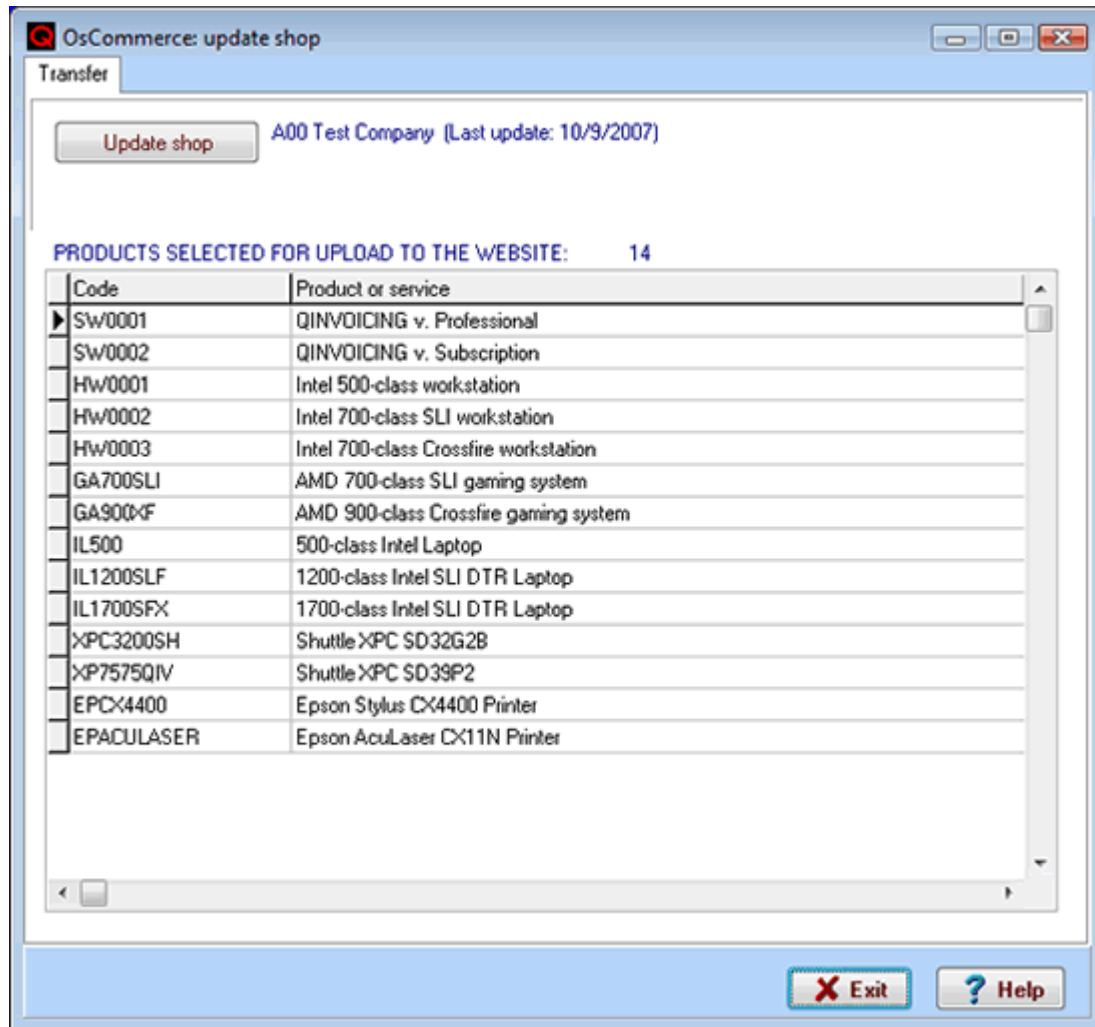 OsCommerce: update shop
Transfer
Update shop A00 Test Company (Last update: 10/9/2007)
PRODUCTS SELECTED FOR UPLOAD TO THE WEBSITE: 14
Code Product or service
SW0001 QINVOICING v. Professional
SW0002 QINVOICING v. Subscription
HW0001 Intel 500-class workstation
HW0002 Intel 700-class SLI workstation
HW0003 Intel 700-class Crossfire workstation
GA700SLI AMD 700-class SLI gaming system
GA900XF AMD 900-class Crossfire gaming system
IL500 500-class Intel Laptop
IL1200SLF 1200-class Intel SLI DTR Laptop
IL1700SFX 1700-class Intel SLI DTR Laptop
XPC3200SH Shuttle XPC SD32G2B
XP7575QIV Shuttle XPC SD39P2
EPCX4400 Epson Stylus CX4400 Printer
EPACULASER Epson AcuLaser CX11N Printer
Exit ? Help